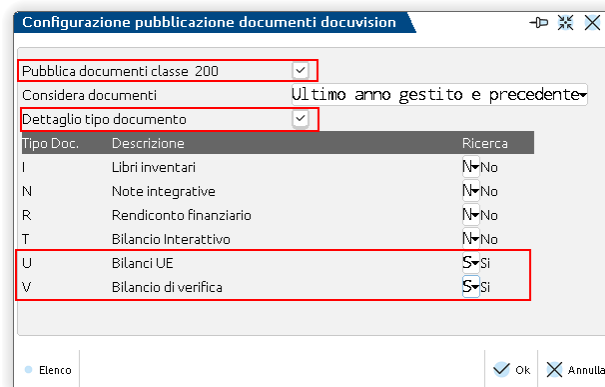 Configurazione pubblicazione documenti docuvision
Pubblica documenti classe 200
Considera documenti Ultimo anno gestito e precedente
Dettaglio tipo documento
Tipo Doc. Descrizione Ricerca
I Libri inventari N No
N Note integrative N No
R Rendiconto finanziario N No
T Bilancio Interattivo N No
U Bilanci UE S Si
V Bilancio di verifica S Si
Elenco Ok Annulla